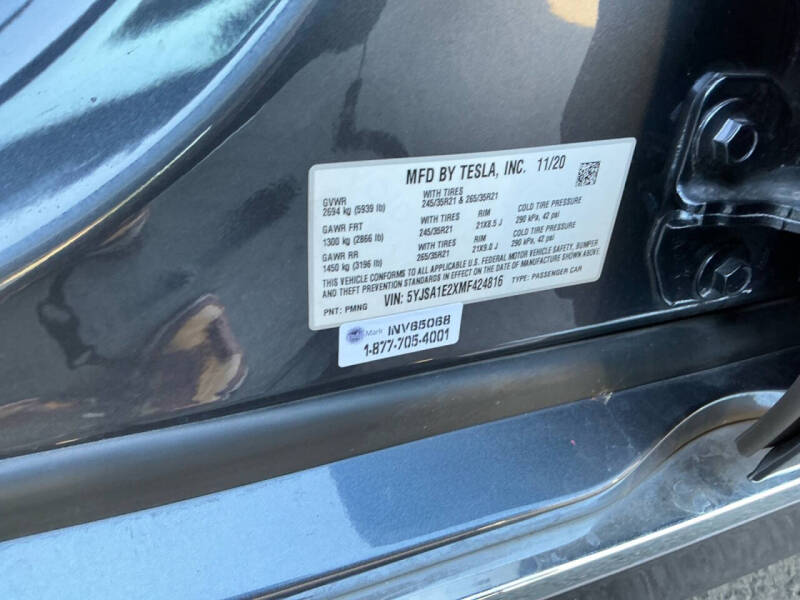 MFD BY TESLA, INC. 11/20
GVWR
2694 kg (5939 lb)
WITH TIRES
245/35R21 & 265/35R21
GAWR FRT
1300 kg (2866 lb)
WITH TIRES
245/35R21
RIM
21X8.5 J
COLD TIRE PRESSURE
290 kPa, 42 psi
GAWR RR
1450 kg (3196 lb)
WITH TIRES
265/35R21
RIM
21X9.0 J
COLD TIRE PRESSURE
290 kPa, 42 psi
THIS VEHICLE CONFORMS TO ALL APPLICABLE U.S. FEDERAL MOTOR VEHICLE SAFETY, BUMPER
AND THEFT PREVENTION STANDARDS IN EFFECT ON THE DATE OF MANUFACTURE SHOWN ABOVE.
PNT: PMNG VIN: 5YJSA1E2XMF424816 TYPE: PASSENGER CAR
Mark INV65068
1-877-705-4001